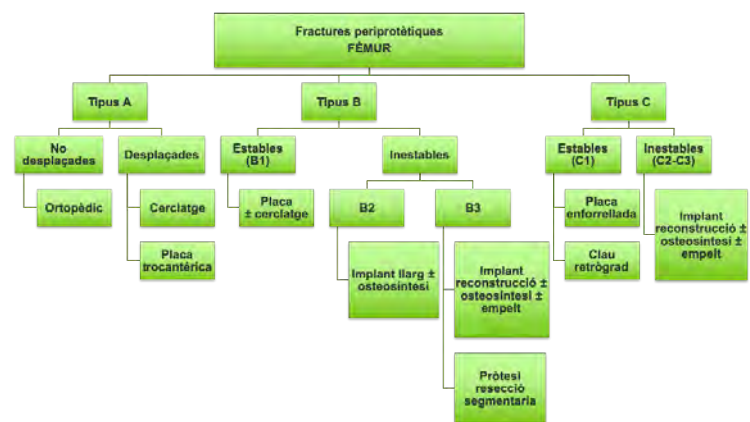 Fractures periprotètiques
FÈMUR
Tipus A
Tipus B
Tipus C
No
desplaçades
Desplaçades
Estables
(B1)
Inestables
Estables
(C1)
Inestables
(C2-C3)
Ortopèdic
Cerclatge
Placa
± cerclatge
B2
B3
Placa
enforrellada
Implant
reconstrucció ±
osteosíntesi ±
empelt
Placa
trocantérica
Implant llarg ±
osteosíntesi
Implant
reconstrucció ±
osteosíntesi ±
empelt
Clau
retrògrad
Pròtesi
resecció
segmentaria